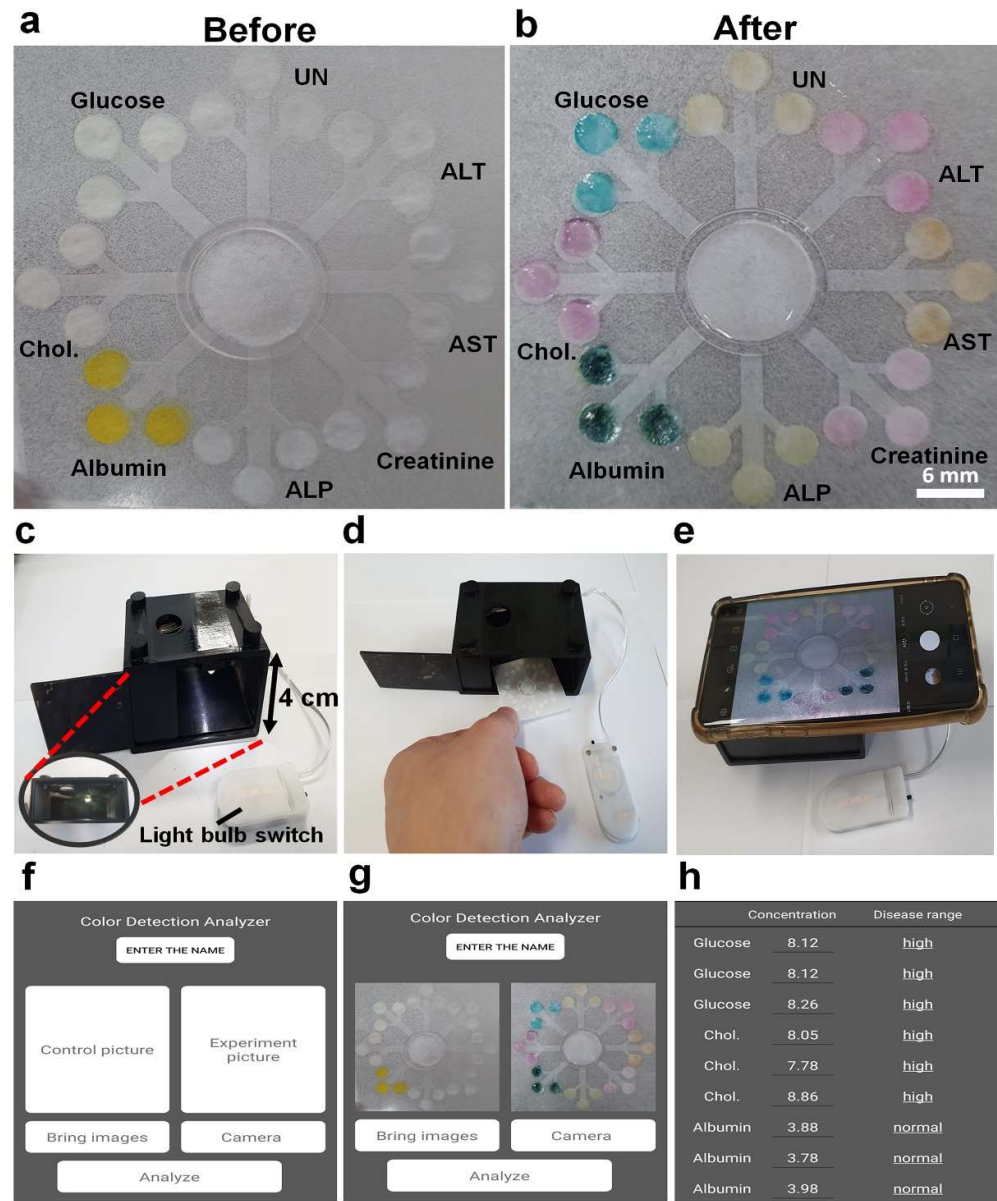 a
Before
b
After
UN
Glucose
ALT
AST
Chol.
Albumin
ALP
Creatinine
UN
Glucose
ALT
AST
Chol.
Albumin
ALP
Creatinine
6 mm
c
4 cm
Light bulb switch
d
e
f
Color Detection Analyzer
ENTER THE NAME
Control picture
Experiment
picture
Bring images
Camera
Analyze
g
Color Detection Analyzer
ENTER THE NAME
Bring images
Camera
Analyze
h
Concentration Disease range
Glucose 8.12 high
Glucose 8.12 high
Glucose 8.26 high
Chol. 8.05 high
Chol. 7.78 high
Chol. 8.86 high
Albumin 3.88 normal
Albumin 3.78 normal
Albumin 3.98 normal